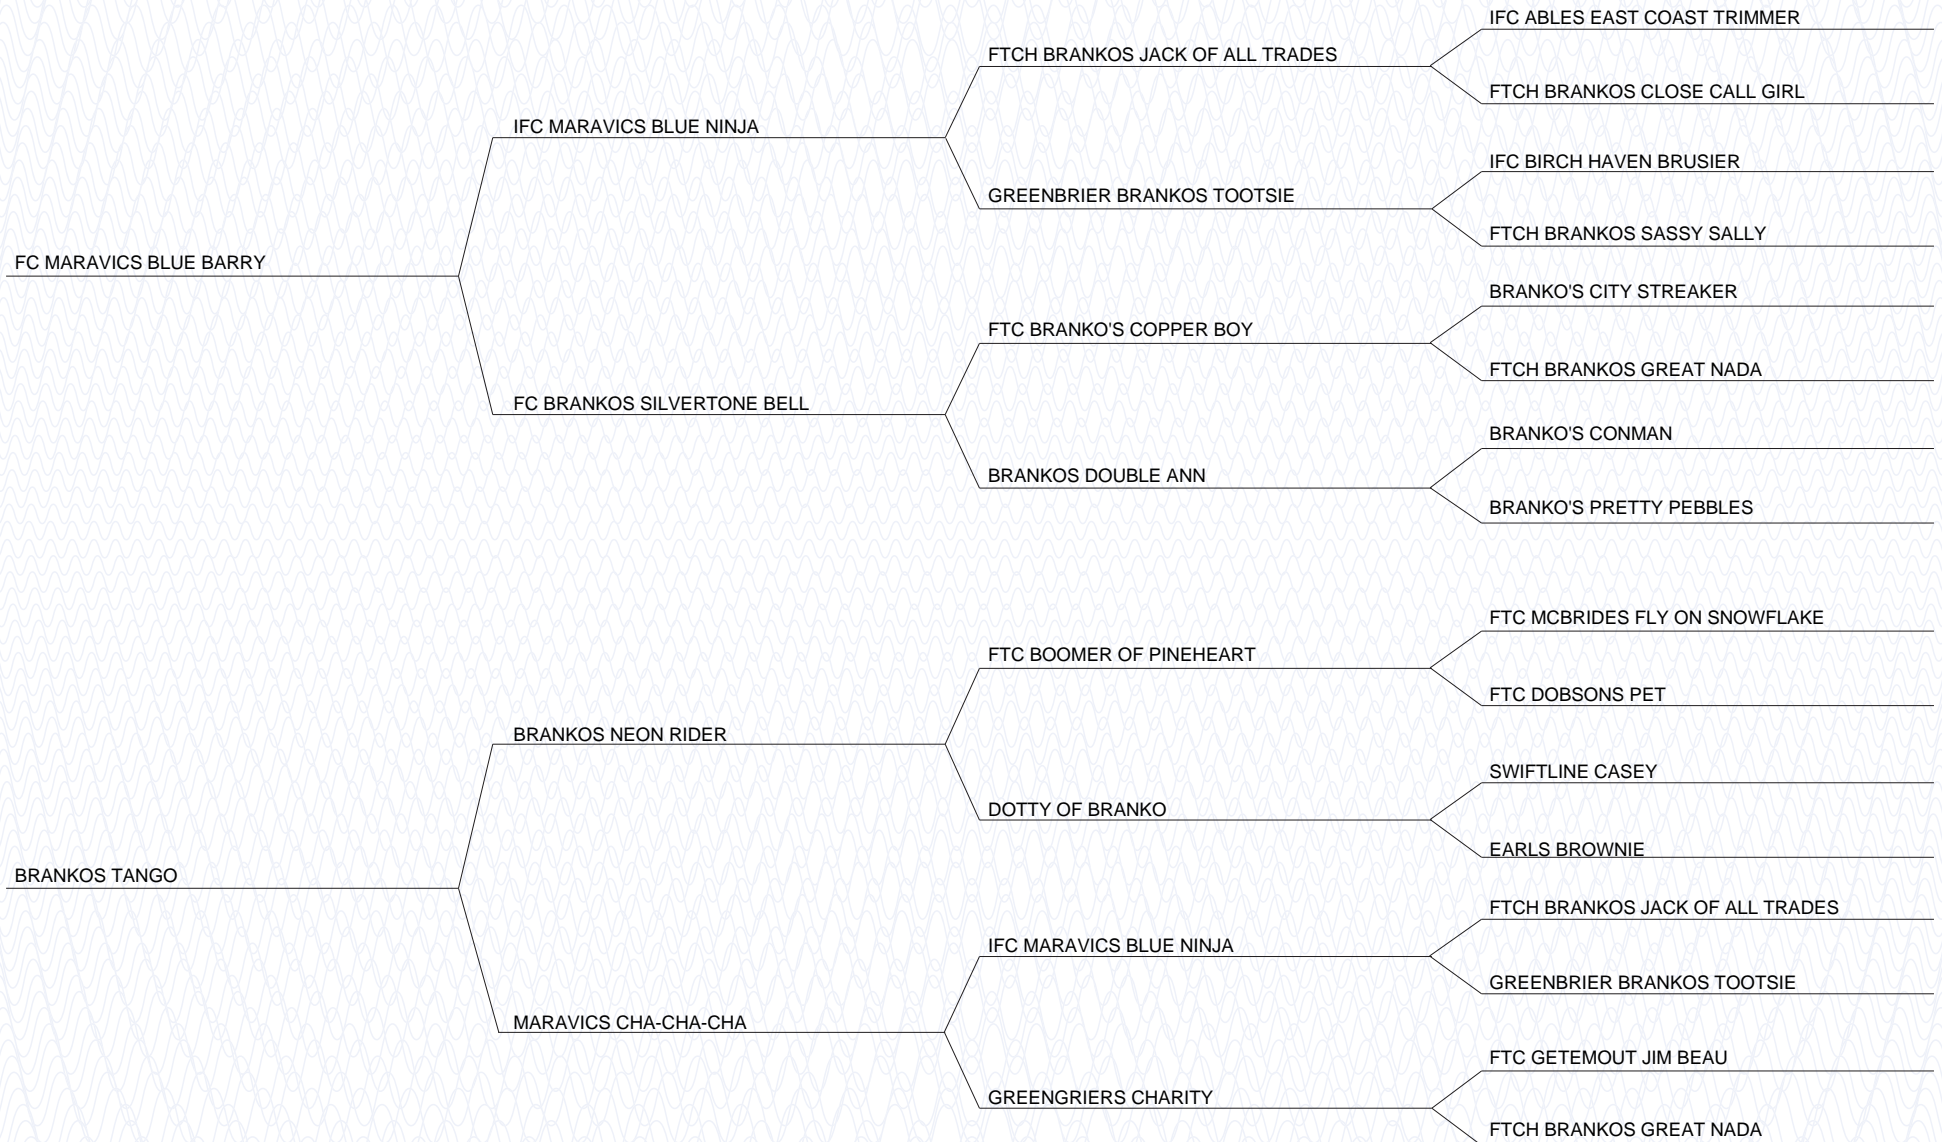 IFC ABLES EAST COAST TRIMMER
FTCH BRANKOS JACK OF ALL TRADES
FTCH BRANKOS CLOSE CALL GIRL
IFC MARAVICS BLUE NINJA
IFC BIRCH HAVEN BRUSIER
GREENBRIER BRANKOS TOOTSIE
FTCH BRANKOS SASSY SALLY
FC MARAVICS BLUE BARRY
BRANKO'S CITY STREAKER
FTC BRANKO'S COPPER BOY
FTCH BRANKOS GREAT NADA
FC BRANKOS SILVERTONE BELL
BRANKO'S CONMAN
BRANKOS DOUBLE ANN
BRANKO'S PRETTY PEBBLES
FTC MCBRIDES FLY ON SNOWFLAKE
FTC BOOMER OF PINEHEART
FTC DOBSONS PET
BRANKOS NEON RIDER
SWIFTLINE CASEY
DOTTY OF BRANKO
EARLS BROWNIE
BRANKOS TANGO
FTCH BRANKOS JACK OF ALL TRADES
IFC MARAVICS BLUE NINJA
GREENBRIER BRANKOS TOOTSIE
MARAVICS CHA-CHA-CHA
FTC GETEMOUT JIM BEAU
GREENGRIERS CHARITY
FTCH BRANKOS GREAT NADA